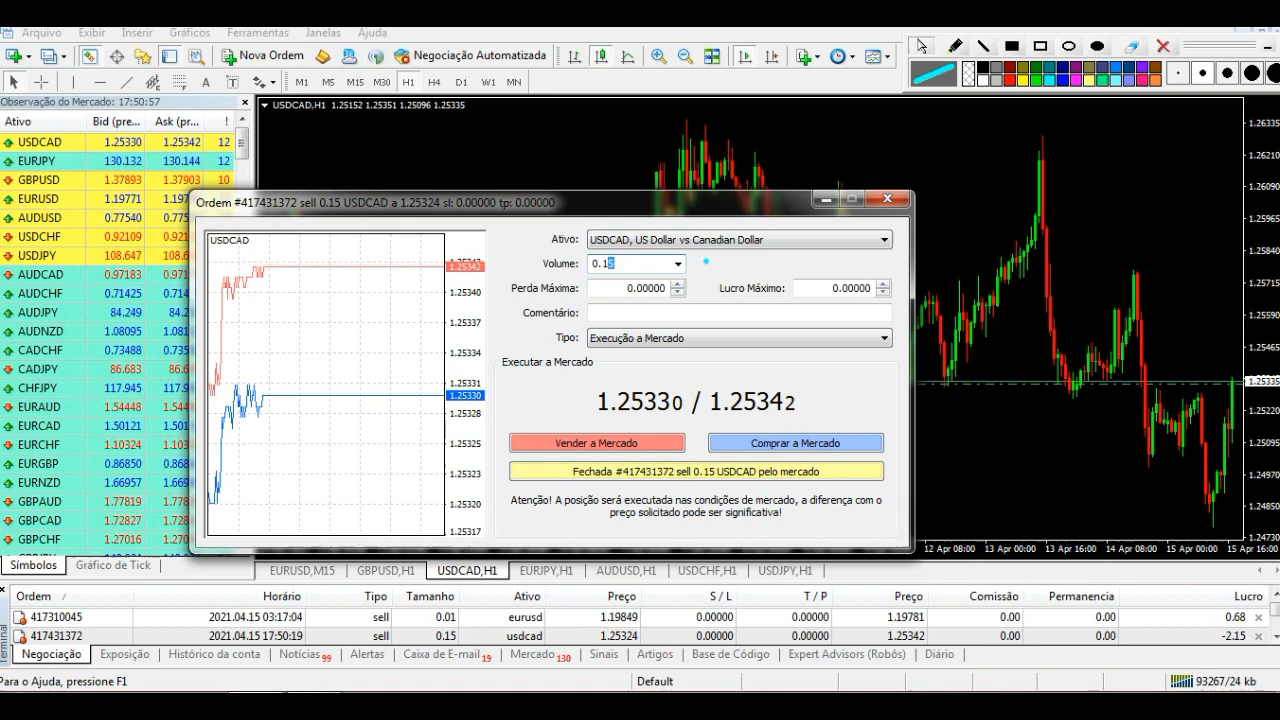 Arquivo Exibir Inserir Gráficos Ferramentas Janelas Ajuda
Nova Ordem Negociação Automatizada
M1 M5 M15 M30 H1 H4 D1 W1 MN
Observação do Mercado: 17:50:57
Ativo Bid (pre... Ask (pr... !
USDCAD 1.25330 1.25342 12
EURJPY 130.132 130.144 12
GBPUSD 1.37893 1.37903 10
EURUSD 1.19771
AUDUSD 0.77540
USDCHF 0.92109
USDJPY 108.647
AUDCAD 0.97183
AUDCHF 0.71425
AUDJPY 84.249
AUDNZD 1.08095
CADCHF 0.73488
CADJPY 86.683
CHFJPY 117.945
EURAUD 1.54448
EURCAD 1.50121
EURCHF 1.10324
EURGBP 0.86850
EURNZD 1.66957
GBPAUD 1.77819
GBPCAD 1.72827
GBPCHF 1.27016
Símbolos Gráfico de Tick
USDCAD,H1 1.25152 1.25351 1.25096 1.25335
1.26335
1.26210
1.26090
1.25965
1.25840
1.25715
1.25590
1.25465
1.25335
1.25220
1.25095
1.24970
1.24850
1.24730
12 Apr 08:00 13 Apr 00:00 13 Apr 16:00 14 Apr 08:00 15 Apr 00:00 15 Apr 16:00
Ordem #417431372 sell 0.15 USDCAD a 1.25324 sl: 0.00000 tp: 0.00000
USDCAD
1.25342
1.25340
1.25337
1.25334
1.25331
1.25330
1.25328
1.25325
1.25323
1.25320
1.25317
Ativo: USDCAD, US Dollar vs Canadian Dollar
Volume: 0.15
Perda Máxima: 0.00000 Lucro Máximo: 0.00000
Comentário:
Tipo: Execução a Mercado
Executar a Mercado
1.25330 / 1.25342
Vender a Mercado Comprar a Mercado
Fechada #417431372 sell 0.15 USDCAD pelo mercado
Atenção! A posição será executada nas condições de mercado, a diferença com o
preço solicitado pode ser significativa!
EURUSD,M15 GBPUSD,H1 USDCAD,H1 EURJPY,H1 AUDUSD,H1 USDCHF,H1 USDJPY,H1
Ordem / Horário Tipo Tamanho Ativo Preço S / L T / P Preço Comissão Permanencia Lucro
417310045 2021.04.15 03:17:04 sell 0.01 eurusd 1.19849 0.00000 0.00000 1.19781 0.00 0.00 0.68
417431372 2021.04.15 17:50:19 sell 0.15 usdcad 1.25324 0.00000 0.00000 1.25342 0.00 0.00 -2.15
Terminal
Negociação Exposição Histórico da conta Notícias 99 Alertas Caixa de E-mail 19 Mercado 130 Sinais Artigos Base de Código Expert Advisors (Robôs) Diário
Para o Ajuda, pressione F1 Default 93267/24 kb